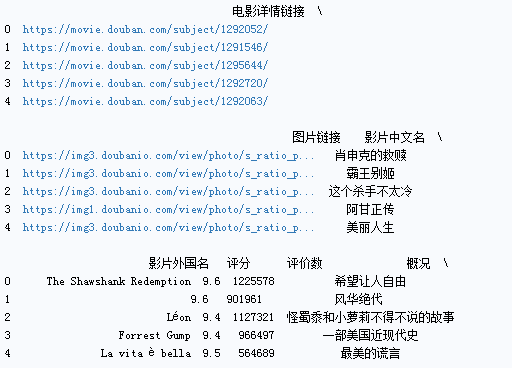 电影详情链接 \
0 https://movie.douban.com/subject/1292052/
1 https://movie.douban.com/subject/1291546/
2 https://movie.douban.com/subject/1295644/
3 https://movie.douban.com/subject/1292720/
4 https://movie.douban.com/subject/1292063/
图片链接 影片中文名 \
0 https://img3.doubanio.com/view/photo/s_ratio_p... 肖申克的救赎
1 https://img3.doubanio.com/view/photo/s_ratio_p... 霸王别姬
2 https://img3.doubanio.com/view/photo/s_ratio_p... 这个杀手不太冷
3 https://img1.doubanio.com/view/photo/s_ratio_p... 阿甘正传
4 https://img3.doubanio.com/view/photo/s_ratio_p... 美丽人生
影片外国名 评分 评价数 概况 \
0 The Shawshank Redemption 9.6 1225578 希望让人自由
1 9.6 901961 风华绝代
2 Léon 9.4 1127321 怪蜀黍和小萝莉不得不说的故事
3 Forrest Gump 9.4 966497 一部美国近现代史
4 La vita è bella 9.5 564689 最美的谎言